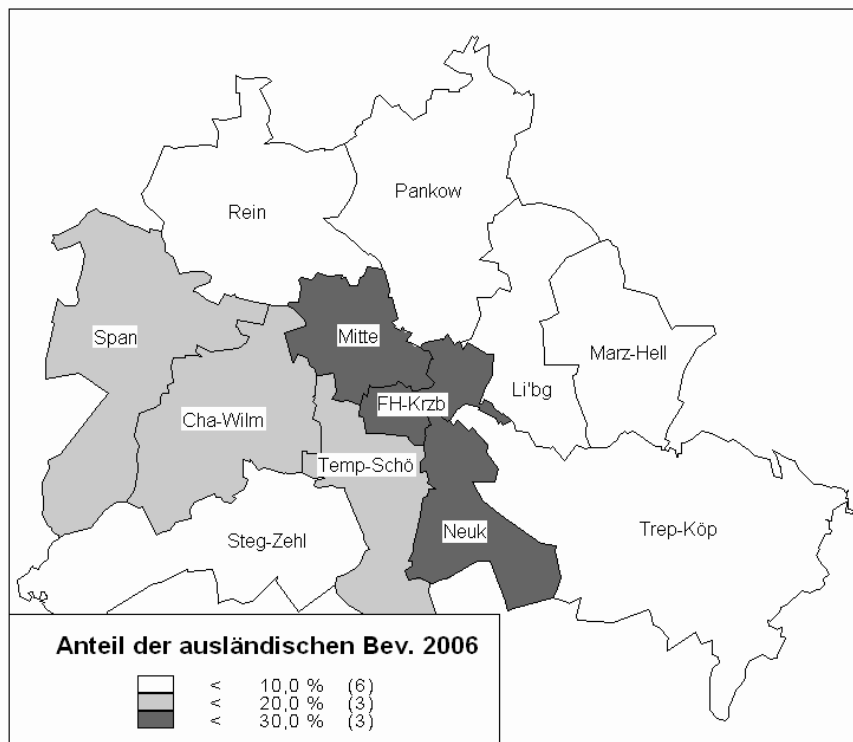 Pankow
Rein
Span
Mitte
Marz-Hell
Li'bg
FH-Krzb
Cha-Wilm
Temp-Schö
Trep-Köp
Neuk
Steg-Zehl
Anteil der ausländischen Bev. 2006
< 10,0 % (6)
< 20,0 % (3)
< 30,0 % (3)